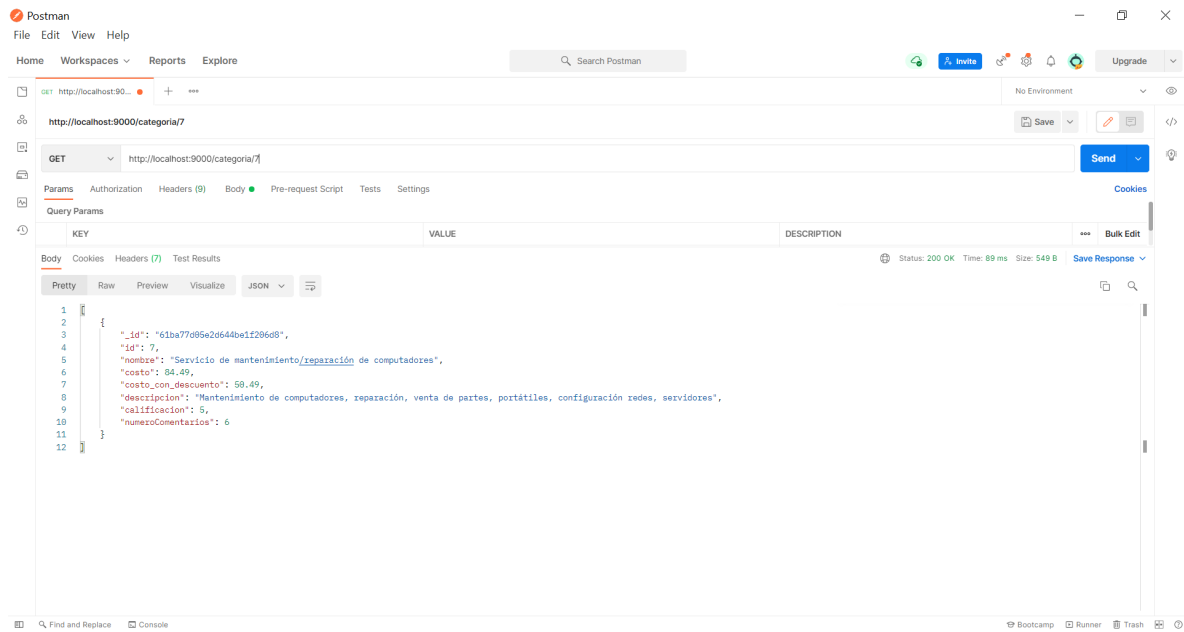 Postman
File Edit View Help
Home Workspaces Reports Explore Search Postman Invite Upgrade
GET http://localhost:90... No Environment
http://localhost:9000/categoria/7 Save
GET http://localhost:9000/categoria/7 Send
Params Authorization Headers (9) Body Pre-request Script Tests Settings Cookies
Query Params
KEY VALUE DESCRIPTION Bulk Edit
Body Cookies Headers (7) Test Results Status: 200 OK Time: 89 ms Size: 549 B Save Response
Pretty Raw Preview Visualize JSON
1 [
2 {
3 "_id": "61ba77d05e2d644be1f206d8",
4 "id": 7,
5 "nombre": "Servicio de mantenimiento/reparación de computadores",
6 "costo": 84.49,
7 "costo_con_descuento": 50.49,
8 "descripcion": "Mantenimiento de computadores, reparación, venta de partes, portátiles, configuración redes, servidores",
9 "calificacion": 5,
10 "numeroComentarios": 6
11 }
12 ]
Find and Replace Console Bootcamp Runner Trash